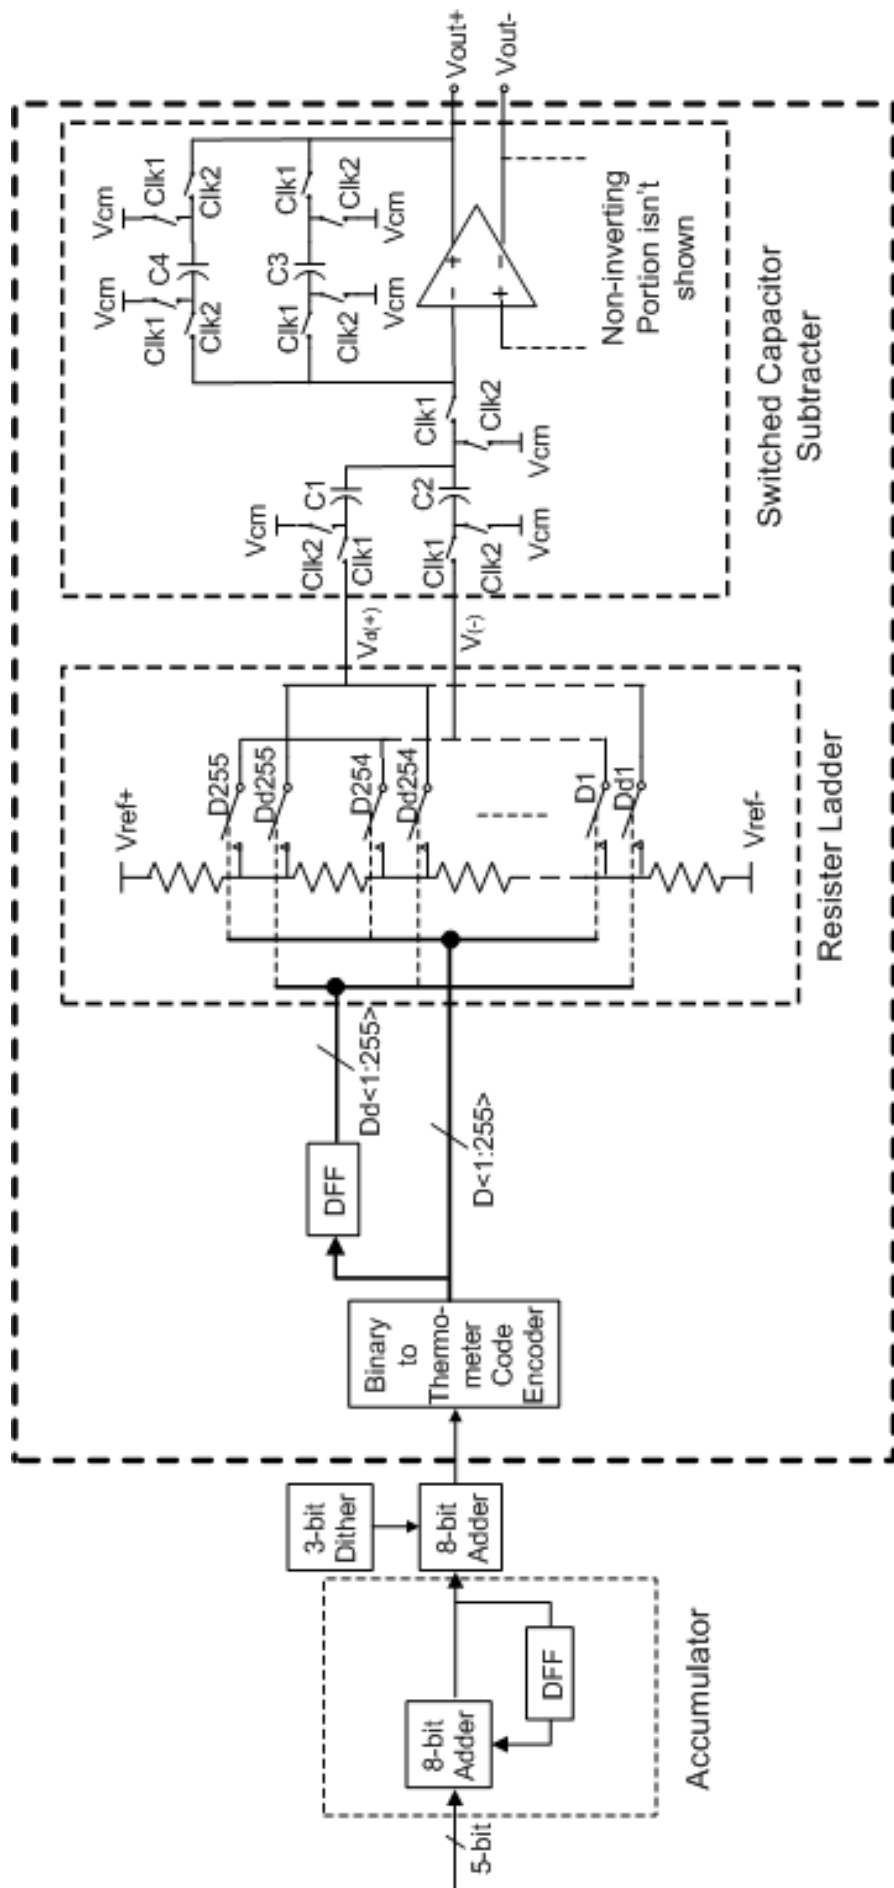 5-bit
8-bit
Adder
DFF
Accumulator
3-bit
Dither
8-bit
Adder
Binary
to
Thermo-
meter
Code
Encoder
DFF
Dd<1:255>
D<1:255>
Vref+
D255
Dd255
D254
Dd254
D1
Dd1
Vref-
Resister Ladder
Vd(+)
V(-)
Vcm
Clk2
Clk1
C1
Clk1
Clk2
C2
Vcm
Clk1
Clk2
Vcm
Vcm
Clk1
Clk2
C4
Vcm
Clk1
Clk2
Clk1
Clk2
Vcm
C3
Clk1
Clk2
Vcm
+
-
-
+
Vout+
Vout-
Non-inverting
Portion isn't
shown
Switched Capacitor
Subtracter